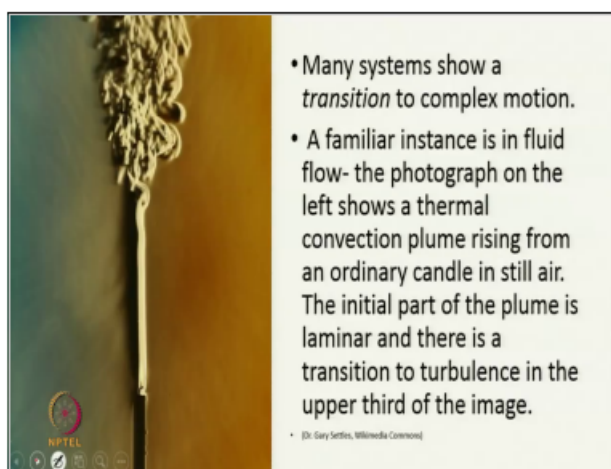 • Many systems show a
transition to complex motion.
• A familiar instance is in fluid
flow- the photograph on the
left shows a thermal
convection plume rising from
an ordinary candle in still air.
The initial part of the plume is
laminar and there is a
transition to turbulence in the
upper third of the image.
• (Dr. Gary Settles, Wikimedia Commons)
NPTEL